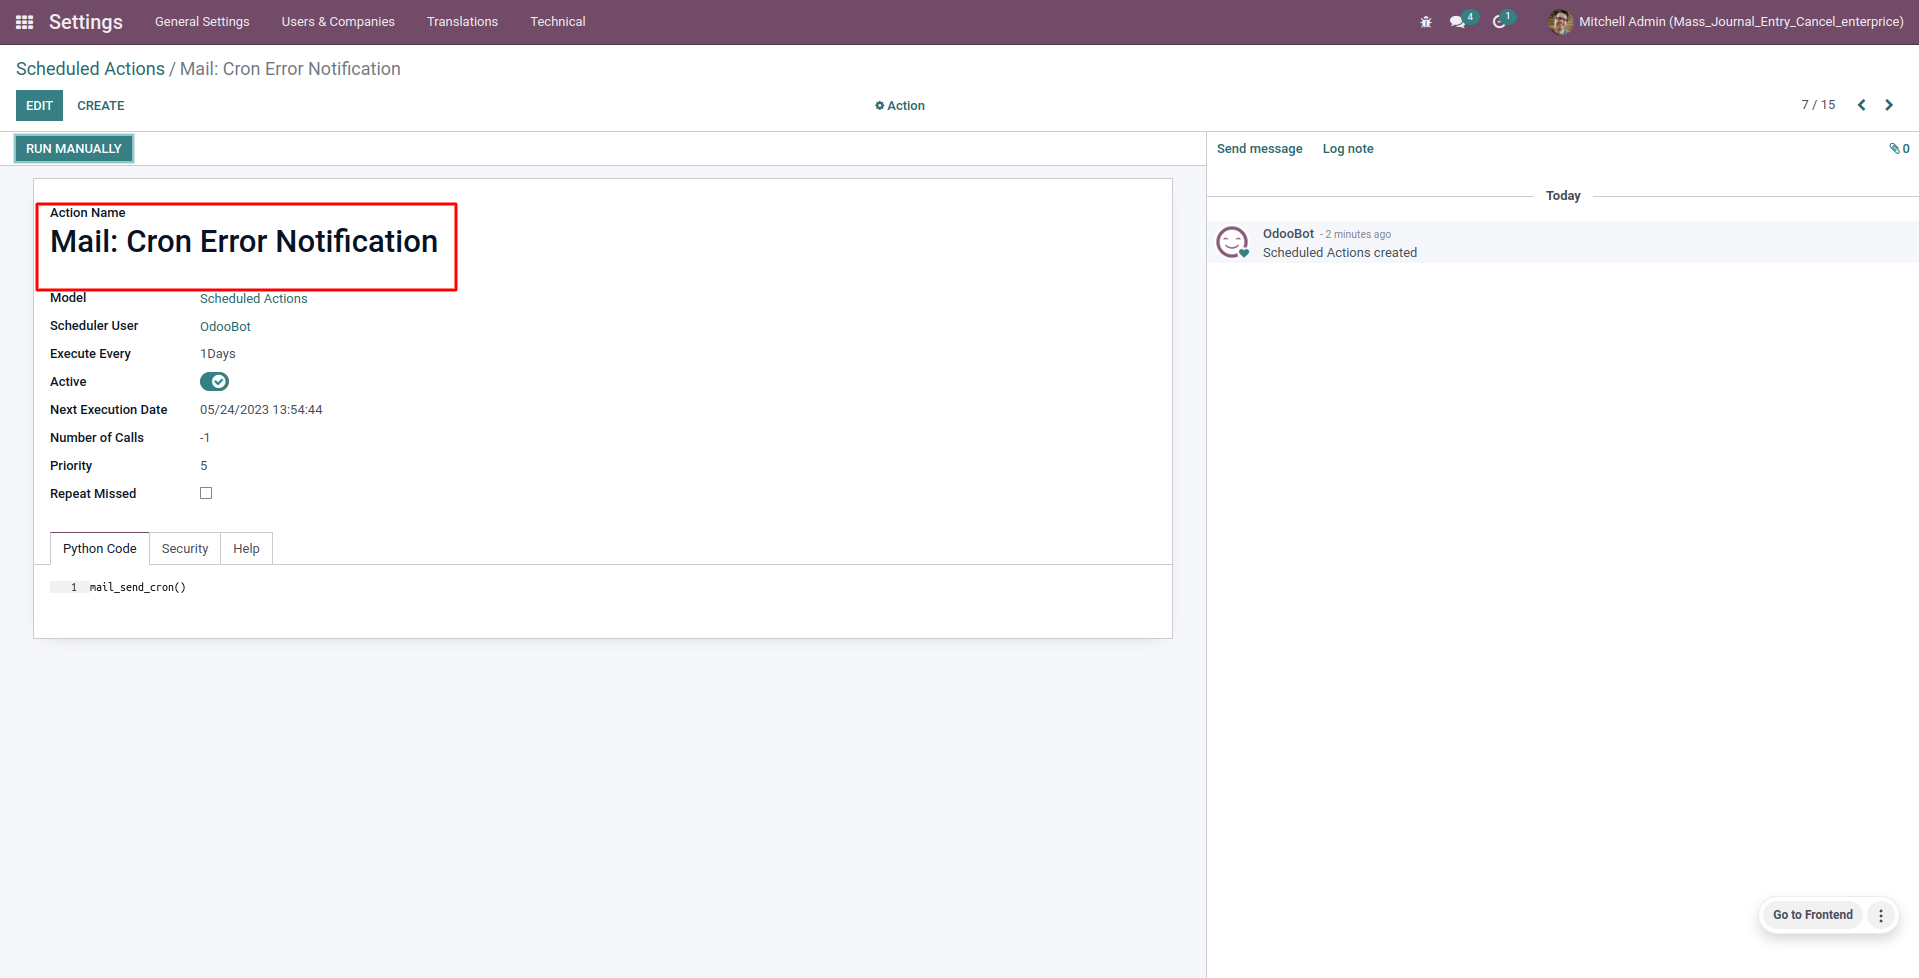 Settings General Settings Users & Companies Translations Technical 4 1 Mitchell Admin (Mass_Journal_Entry_Cancel_enterprice)
Scheduled Actions / Mail: Cron Error Notification
EDIT CREATE Action 7 / 15
RUN MANUALLY
Action Name
Mail: Cron Error Notification
Model Scheduled Actions
Scheduler User OdooBot
Execute Every 1Days
Active
Next Execution Date 05/24/2023 13:54:44
Number of Calls -1
Priority 5
Repeat Missed
Python Code Security Help
1 mail_send_cron()
Send message Log note 0
Today
OdooBot - 2 minutes ago
Scheduled Actions created
Go to Frontend